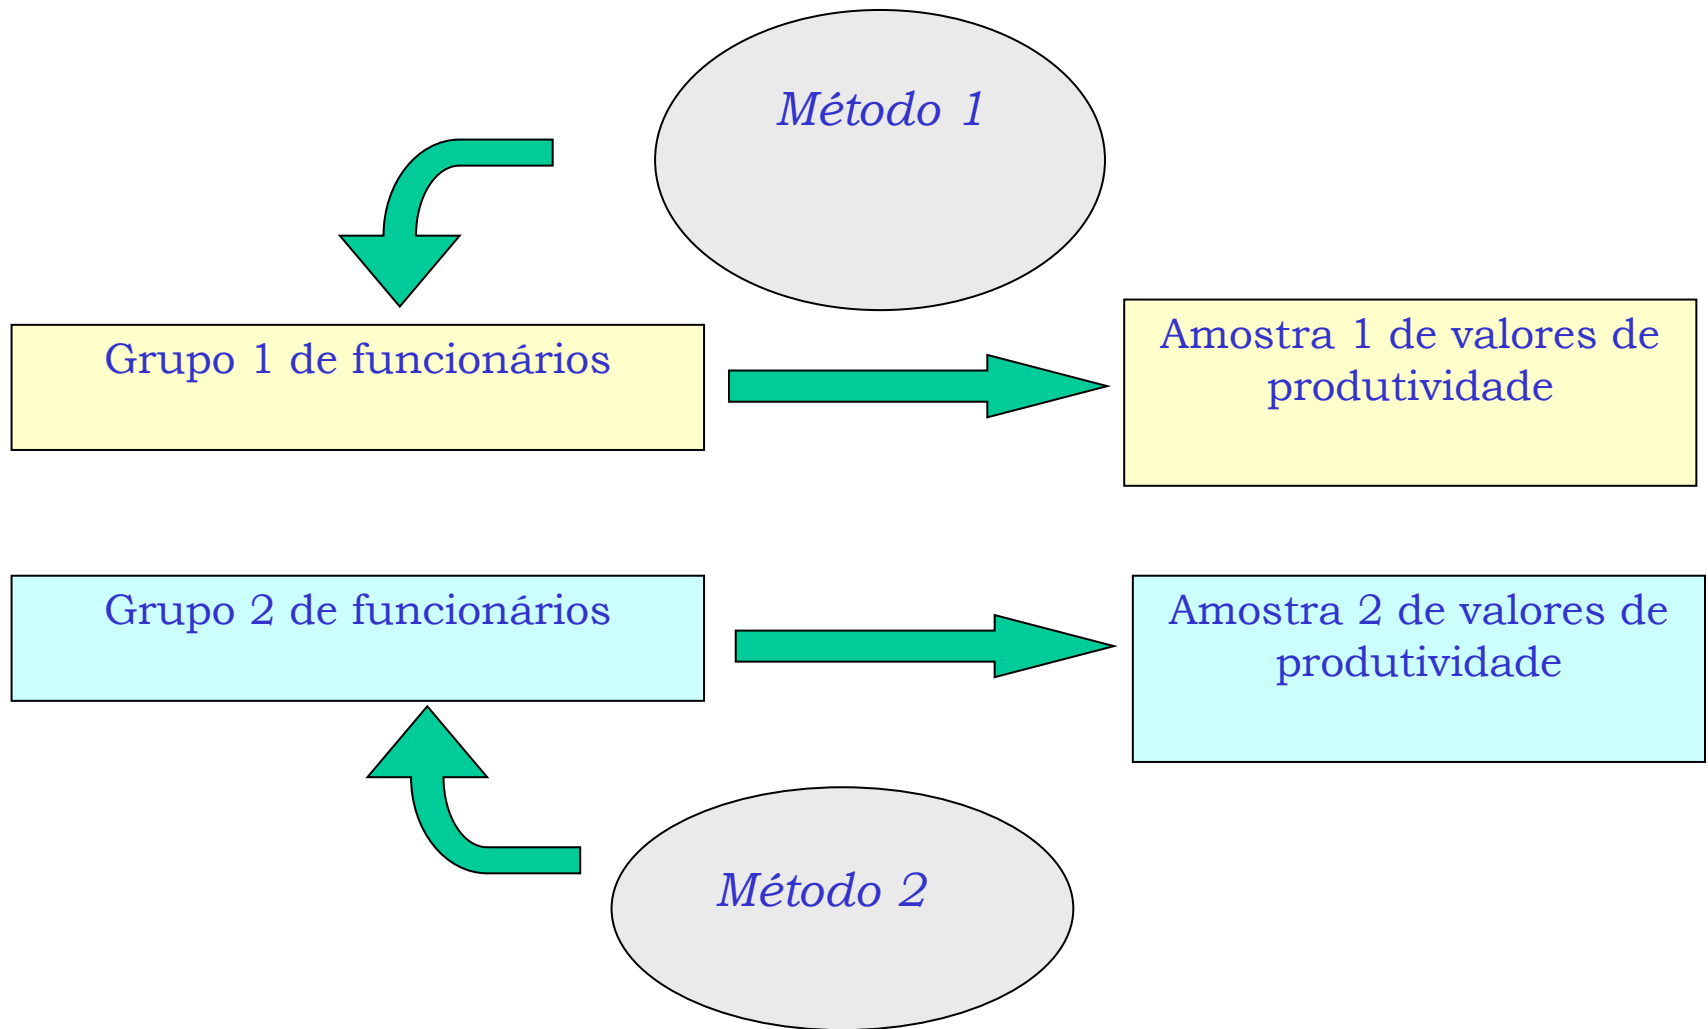 Método 1
Grupo 1 de funcionários
Amostra 1 de valores de
produtividade
Grupo 2 de funcionários
Amostra 2 de valores de
produtividade
Método 2